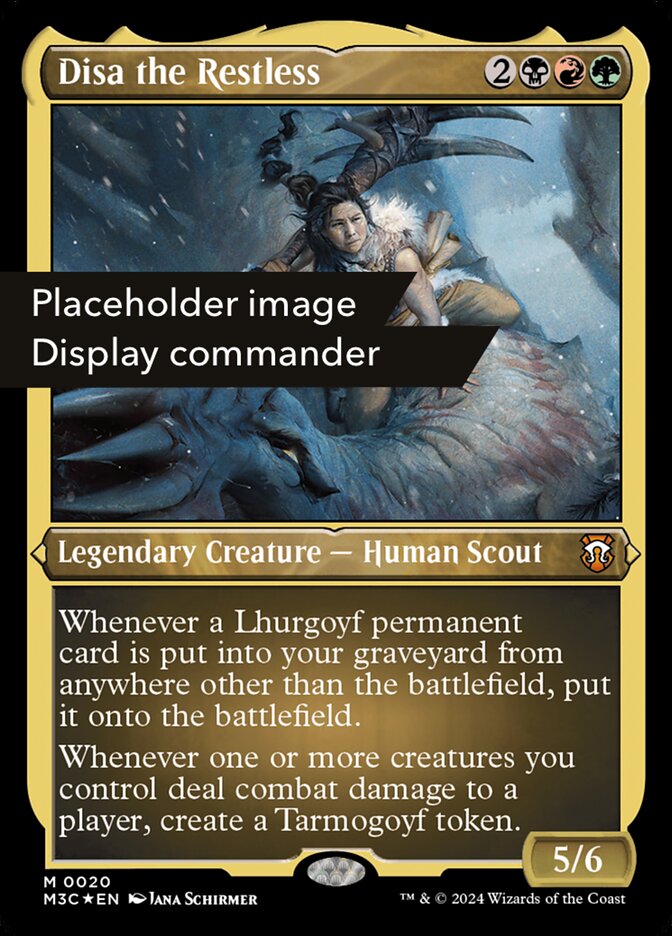 Disa the Restless 2
Placeholder image
Display commander
Legendary Creature — Human Scout
Whenever a Lhurgoyf permanent
card is put into your graveyard from
anywhere other than the battlefield, put
it onto the battlefield.
Whenever one or more creatures you
control deal combat damage to a
player, create a Tarmogoyf token.
5/6
M 0020
M3C★EN Jana Schirmer ™ & © 2024 Wizards of the Coast